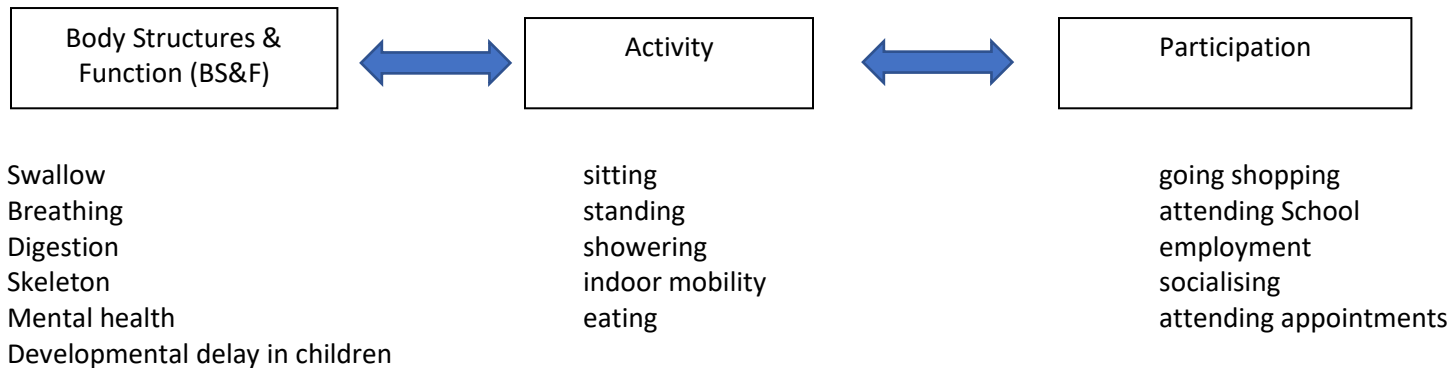 Body Structures &
Function (BS&F)
Activity
Participation
Swallow
Breathing
Digestion
Skeleton
Mental health
Developmental delay in children
sitting
standing
showering
indoor mobility
eating
going shopping
attending School
employment
socialising
attending appointments